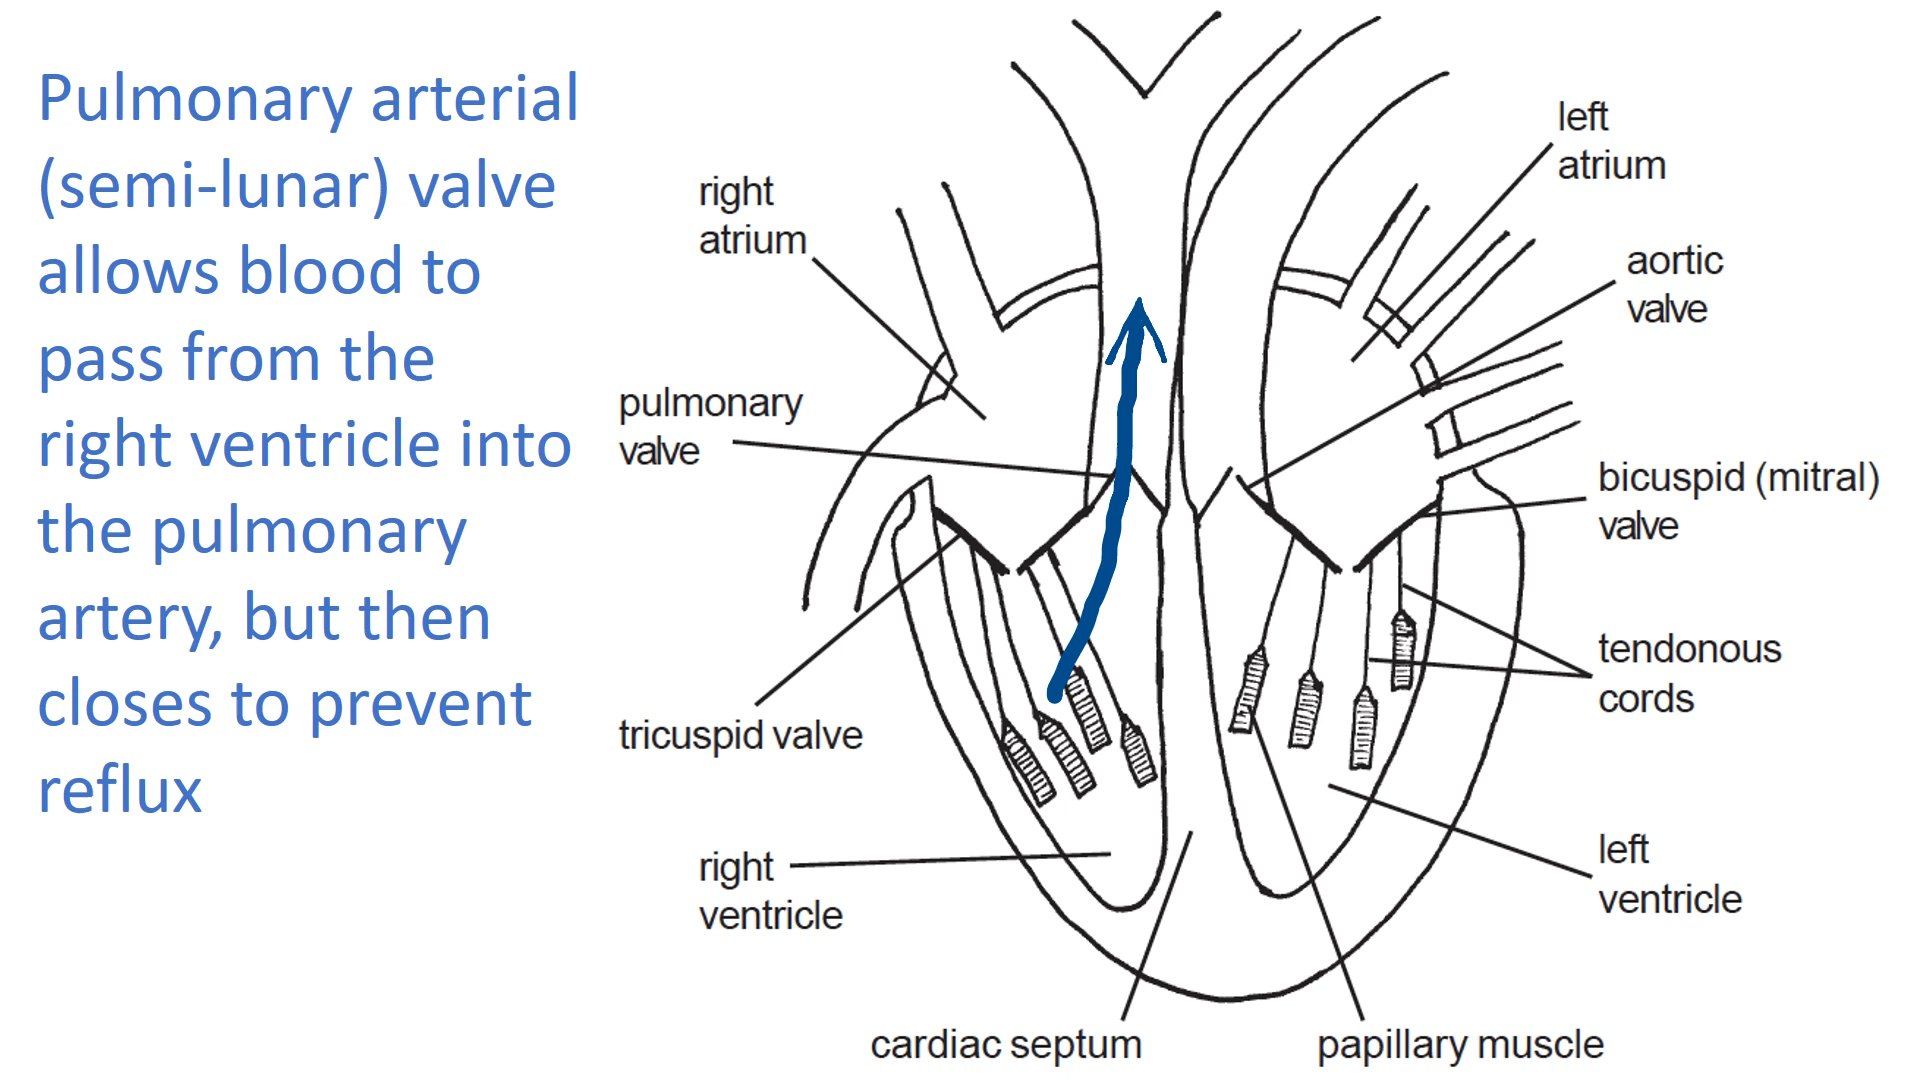 Pulmonary arterial
(semi-lunar) valve
allows blood to
pass from the
right ventricle into
the pulmonary
artery, but then
closes to prevent
reflux
right
atrium
pulmonary
valve
tricuspid valve
right
ventricle
cardiac septum
papillary muscle
left
atrium
aortic
valve
bicuspid (mitral)
valve
tendonous
cords
left
ventricle